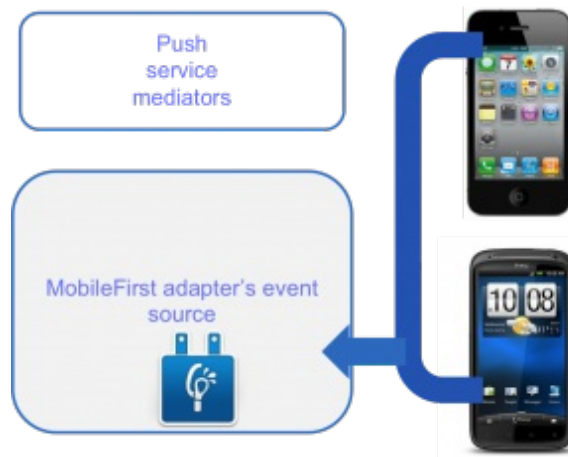 Push
service
mediators
MobileFirst adapter's event
source
10 08